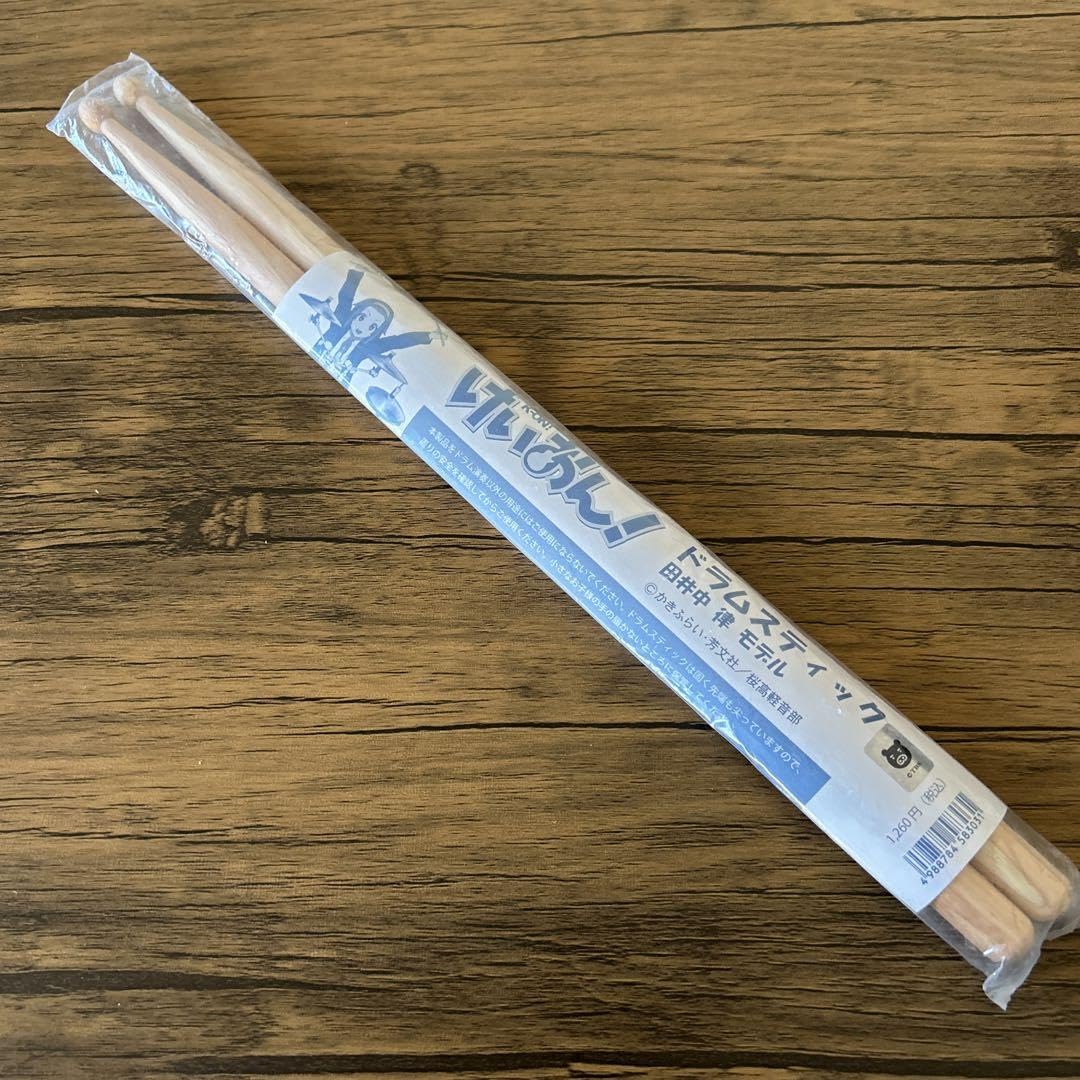 K-ON!
けいおん!
本製品をドラム演奏以外の用途にはご使用にならないでください。ドラムスティックは固く先端も尖っていますので、
周りの安全を確認してからご使用ください。小さなお子様の手の届かないところに保管してください。
ドラムスティック
田井中 律 モデル
©かきふらい・芳文社/桜高軽音部
1,260円(税込)
4 988784 583031